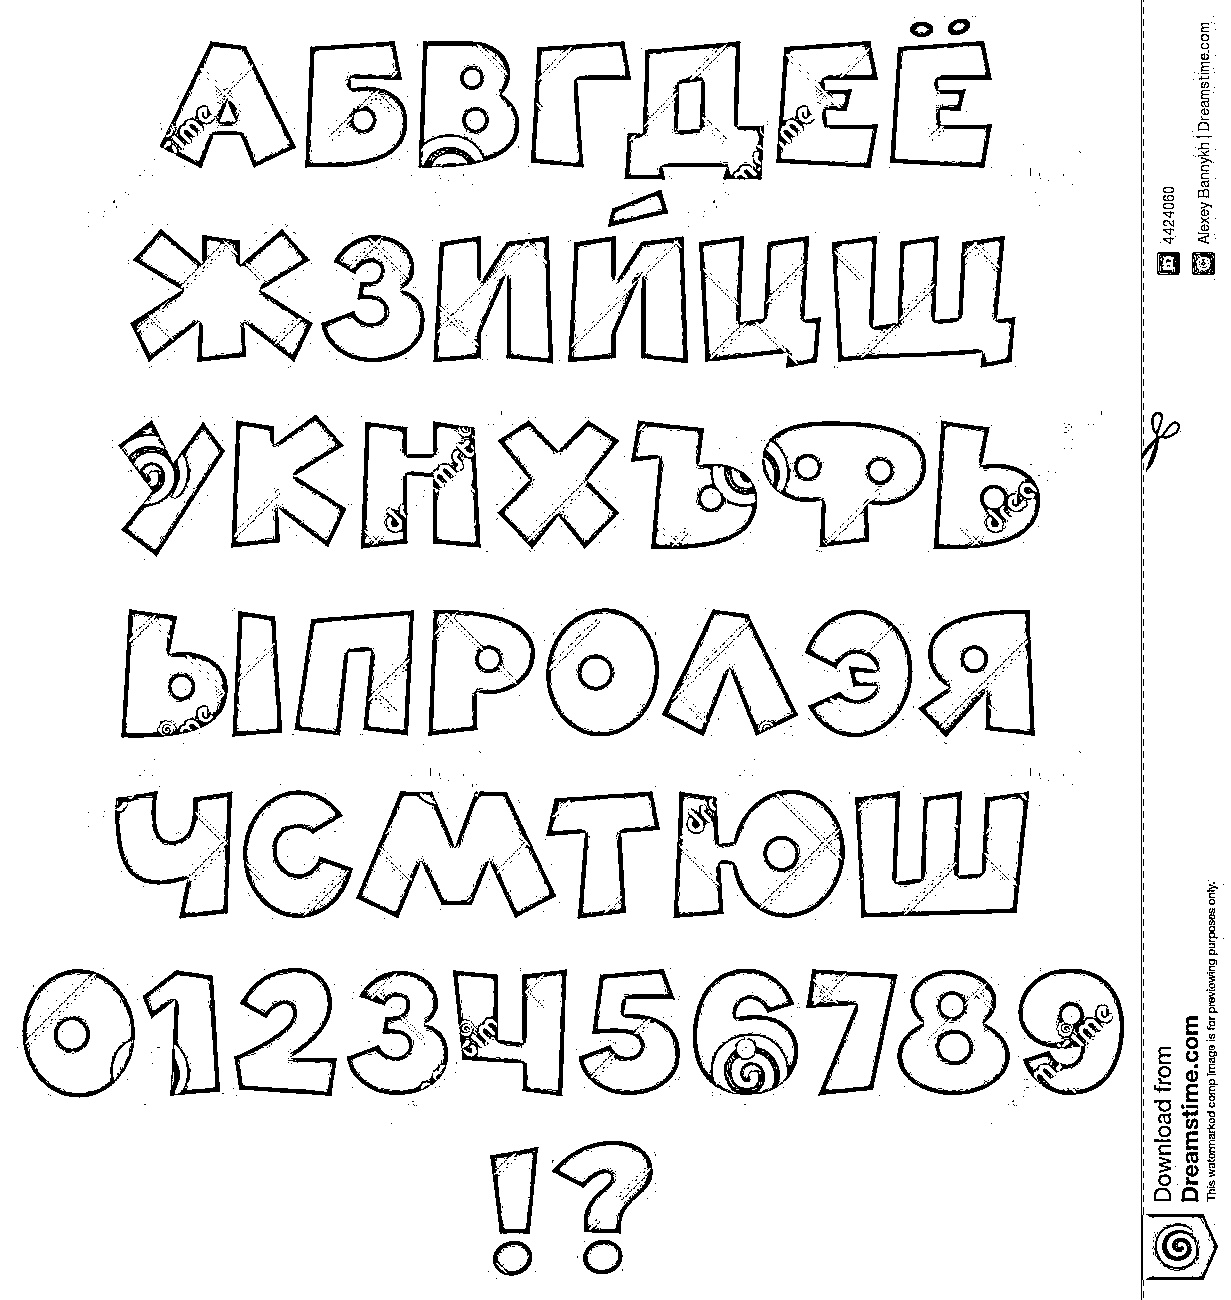 АБВГДЕЁ
ЖЗИЙЦЩ
УКНХЪФЬ
ЫПРОЛЭЯ
ЧСМТЮШ
0123456789
!?
4424060
Alexey Bannykh | Dreamstime.com
Download from
Dreamstime.com
This watermarked comp image is for previewing purposes only.